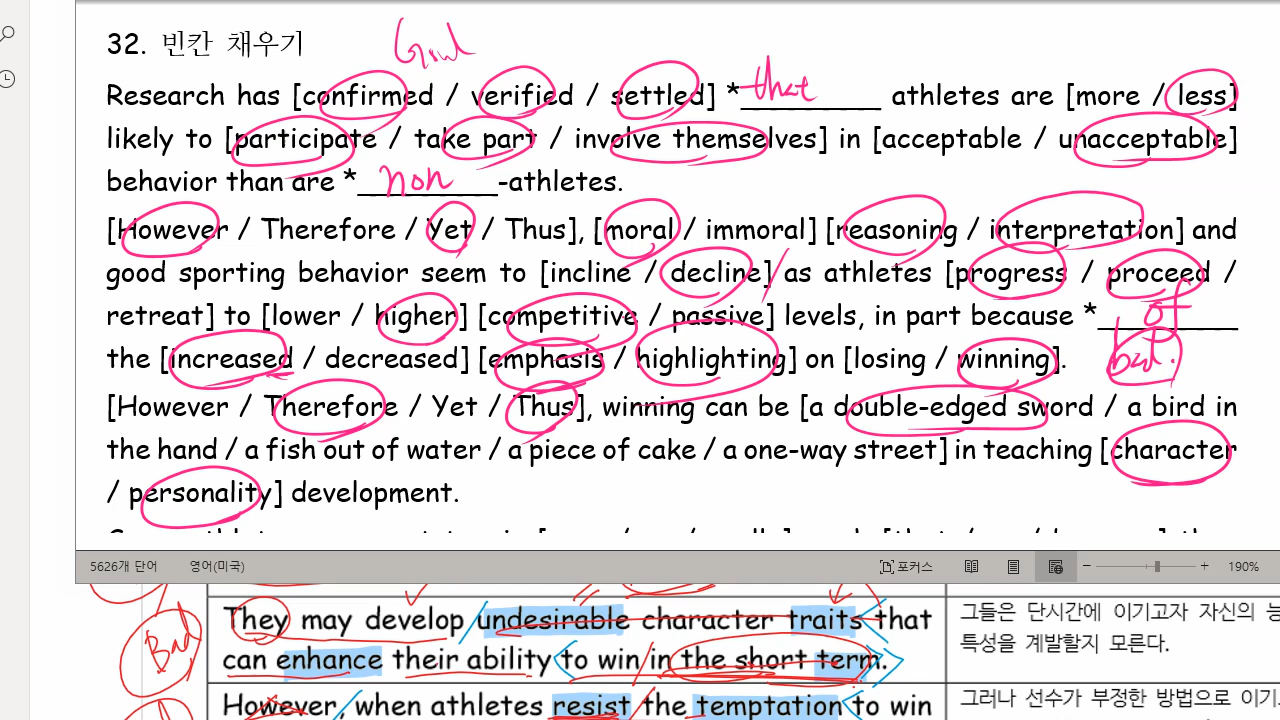 32. 빈칸 채우기 Good
Research has [confirmed / verified / settled] *that athletes are [more / less]
likely to [participate / take part / involve themselves] in [acceptable / unacceptable]
behavior than are *non-athletes.
[However / Therefore / Yet / Thus], [moral / immoral] [reasoning / interpretation] and
good sporting behavior seem to [incline / decline] as athletes [progress / proceed /
retreat] to [lower / higher] [competitive / passive] levels, in part because *of
the [increased / decreased] [emphasis / highlighting] on [losing / winning]. bad.
[However / Therefore / Yet / Thus], winning can be [a double-edged sword / a bird in
the hand / a fish out of water / a piece of cake / a one-way street] in teaching [character
/ personality] development.
5626개 단어 영어(미국) 포커스 190%
Bad They may develop undesirable character traits that 그들은 단시간에 이기고자 자신의
can enhance their ability to win in the short term. 특성을 계발할지 모른다.
However, when athletes resist the temptation to win 그러나 선수가 부정한 방법으로